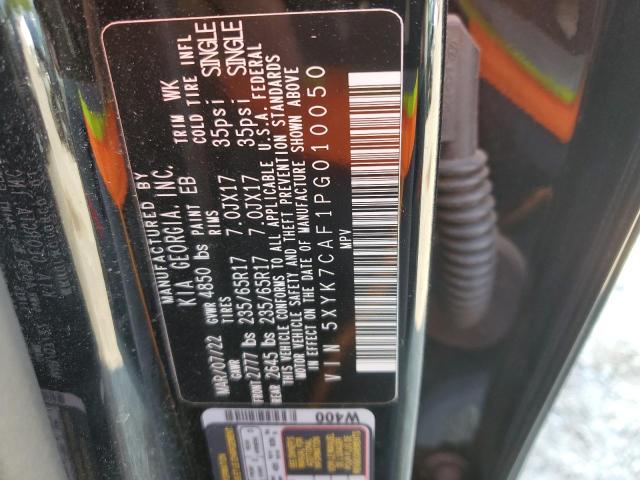 MANUFACTURED BY
KIA GEORGIA, INC.
MAR/07/22 GVWR 4850 lbs PAINT EB TRIM WK
GAWR TIRES RIMS COLD TIRE INFL
FRONT 2777 lbs 235/65R17 7.0JX17 35psi SINGLE
REAR 2645 lbs 235/65R17 7.0JX17 35psi SINGLE
THIS VEHICLE CONFORMS TO ALL APPLICABLE U.S.A. FEDERAL
MOTOR VEHICLE SAFETY AND THEFT PREVENTION STANDARDS
IN EFFECT ON THE DATE OF MANUFACTURE SHOWN ABOVE
VIN 5XYK7CAF1PG010050
MPV
W400